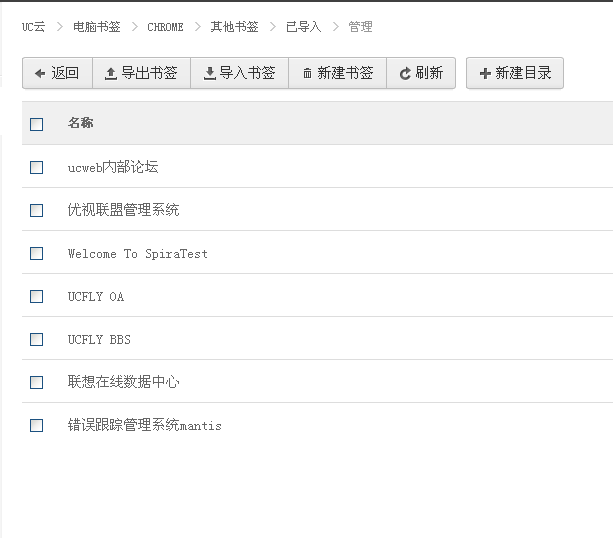 UC云 > 电脑书签 > CHROME > 其他书签 > 已导入 > 管理
返回 导出书签 导入书签 新建书签 刷新 新建目录
名称
ucweb内部论坛
优视联盟管理系统
Welcome To SpiraTest
UCFLY OA
UCFLY BBS
联想在线数据中心
错误跟踪管理系统mantis